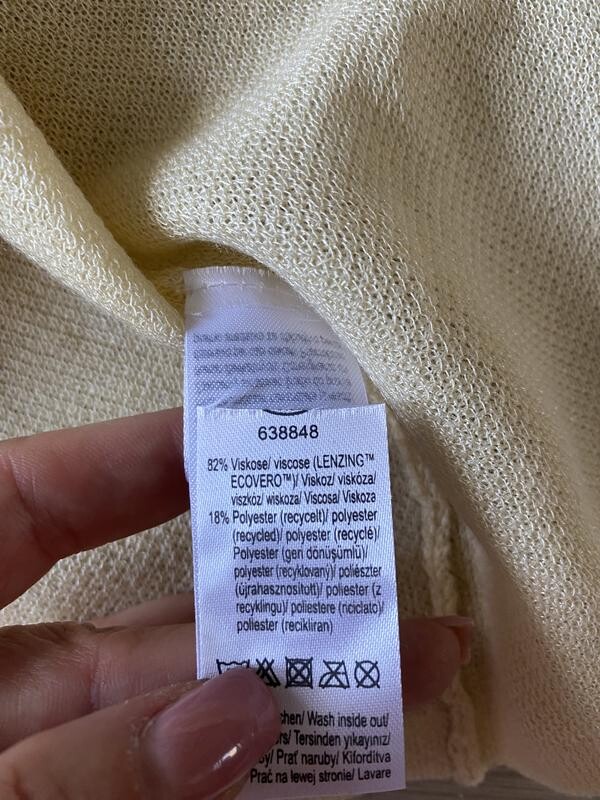 638848
82% Viskose/ viscose (LENZING™
ECOVERO™)/ Viskoz/ viskóza/
viszkóz/ wiskoza/ Viscosa/ Viskoza
18% Polyester (recycelt)/ polyester
(recycled)/ polyester (recyclé)/
Polyester (geri dönüşümlü)/
polyester (recyklovaný)/ poliészter
(újrahasznosított)/ poliester (z
recyklingu)/ poliestere (riciclato)/
poliester (recikliran)
chen/ Wash inside out/
rs/ Tersinden yıkayınız/
Prať naruby/ Kifordítva
Prać na lewej stronie/ Lavare